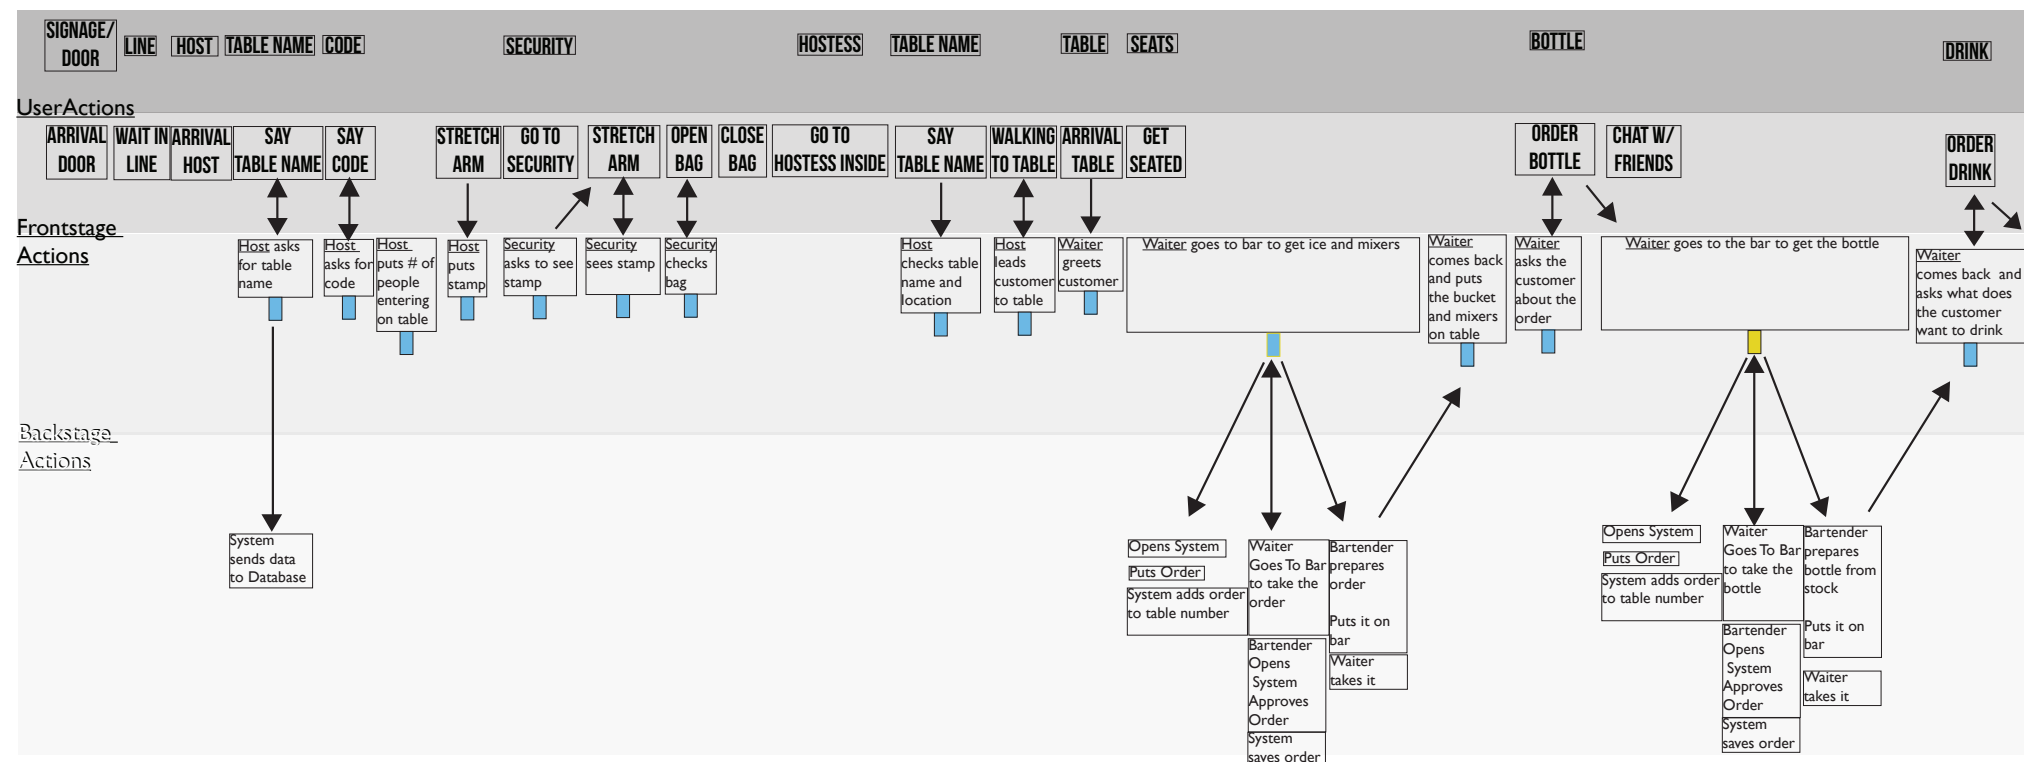 SIGNAGE/
DOOR
LINE
HOST
TABLE NAME
CODE
SECURITY
HOSTESS
TABLE NAME
TABLE
SEATS
BOTTLE
DRINK
UserActions
ARRIVAL
DOOR
WAIT IN
LINE
ARRIVAL
HOST
SAY
TABLE NAME
SAY
CODE
STRETCH
ARM
GO TO
SECURITY
STRETCH
ARM
OPEN
BAG
CLOSE
BAG
GO TO
HOSTESS INSIDE
SAY
TABLE NAME
WALKING
TO TABLE
ARRIVAL
TABLE
GET
SEATED
ORDER
BOTTLE
CHAT W/
FRIENDS
ORDER
DRINK
Frontstage
Actions
Host asks
for table
name
Host
asks for
code
Host
puts # of
people
entering
on table
Host
puts
stamp
Security
asks to see
stamp
Security
sees stamp
Security
checks
bag
Host
checks table
name and
location
Host
leads
customer
to table
Waiter
greets
customer
Waiter goes to bar to get ice and mixers
Waiter
comes back
and puts
the bucket
and mixers
on table
Waiter
asks the
customer
about the
order
Waiter goes to the bar to get the bottle
Waiter
comes back and
asks what does
the customer
want to drink
Backstage
Actions
System
sends data
to Database
Opens System
Puts Order
System adds order
to table number
Waiter
Goes To Bar
to take the
order
Bartender
Opens
System
Approves
Order
System
saves order
Bartender
prepares
order
Puts it on
bar
Waiter
takes it
Opens System
Puts Order
System adds order
to table number
Waiter
Goes To Bar
to take the
bottle
Bartender
Opens
System
Approves
Order
System
saves order
Bartender
prepares
bottle from
stock
Puts it on
bar
Waiter
takes it